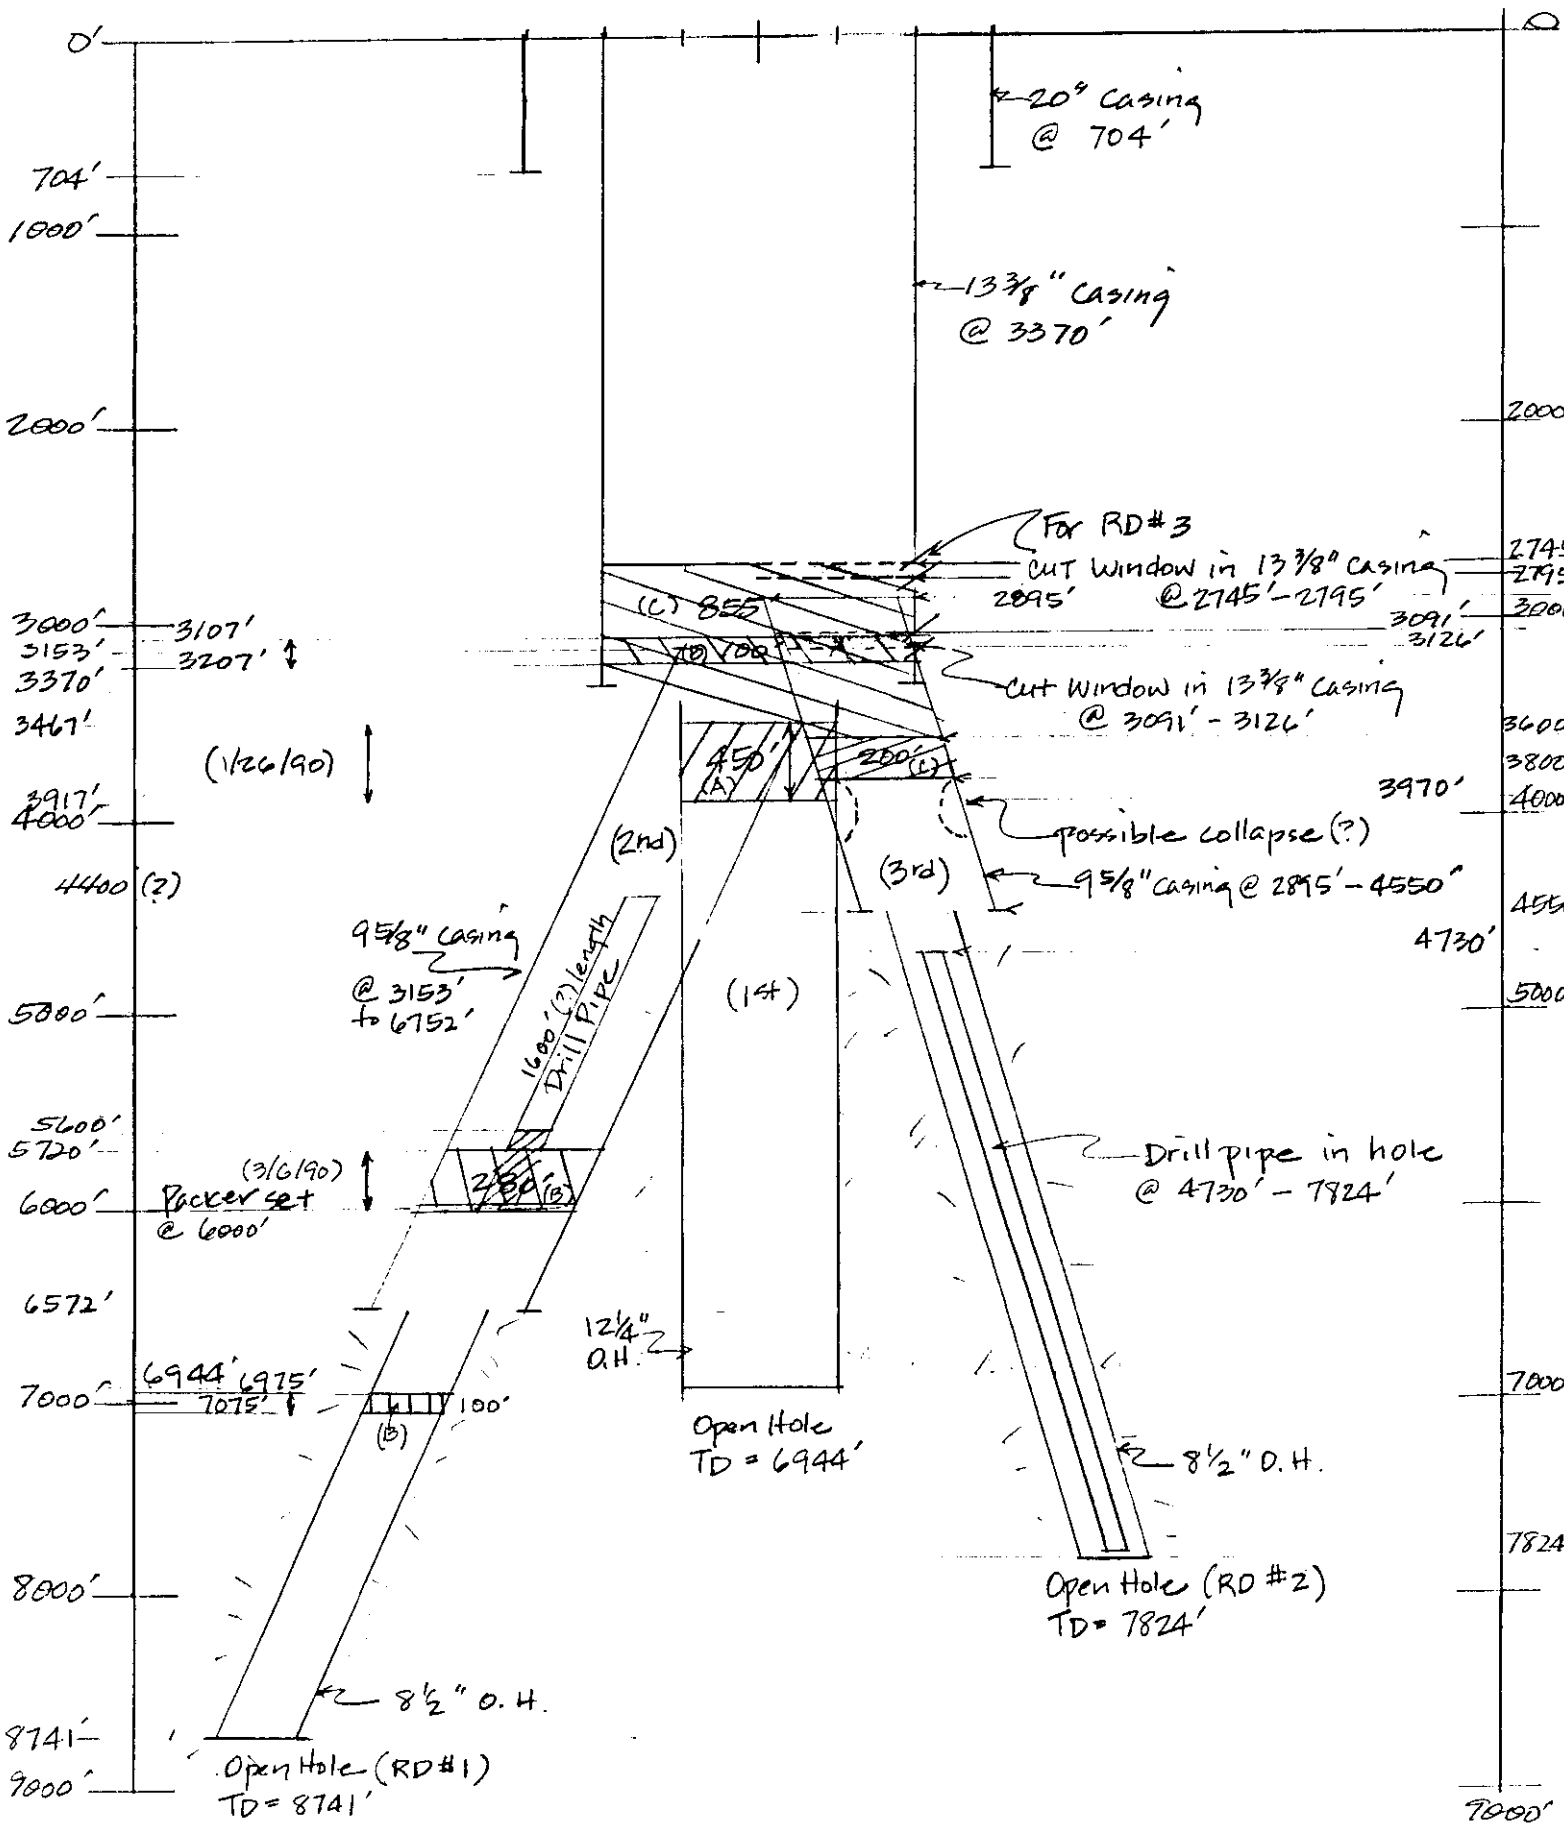 0'
20" Casing
@ 704'
704'
1000'
13 3/8" Casing
@ 3370'
2000'
2000
For RD#3
Cut Window in 13 3/8" Casing
@ 2745'-2795'
2745
2795
2895'
(C) 855'
3000'
3107'
3153'
3207'
3370'
100'
3091'
3000
3126'
Cut Window in 13 3/8" Casing
@ 3091' - 3126'
3467'
(1/26/90)
3917'
4000'
450'
(A)
200'
(C)
3600
3800
3970'
4000
possible collapse (?)
(2nd)
(3rd)
4400 (?)
9 5/8" Casing @ 2895' - 4550'
4550
4730'
9 5/8" Casing
@ 3153'
to 6752'
1600' (?) length
Drill Pipe
(1st)
5000'
5000
5600'
5720'
(3/6/90)
280'
(B)
6000'
Packer set
@ 6000'
Drill pipe in hole
@ 4730' - 7824'
6572'
12 1/4"
O.H.
6944'
6975'
7000'
7075'
100'
(B)
7000
Open Hole
TD = 6944'
8 1/2" O.H.
7824
8000'
Open Hole (RD #2)
TD = 7824'
8 1/2" O.H.
8741'
9000'
Open Hole (RD #1)
TD = 8741'
9000'